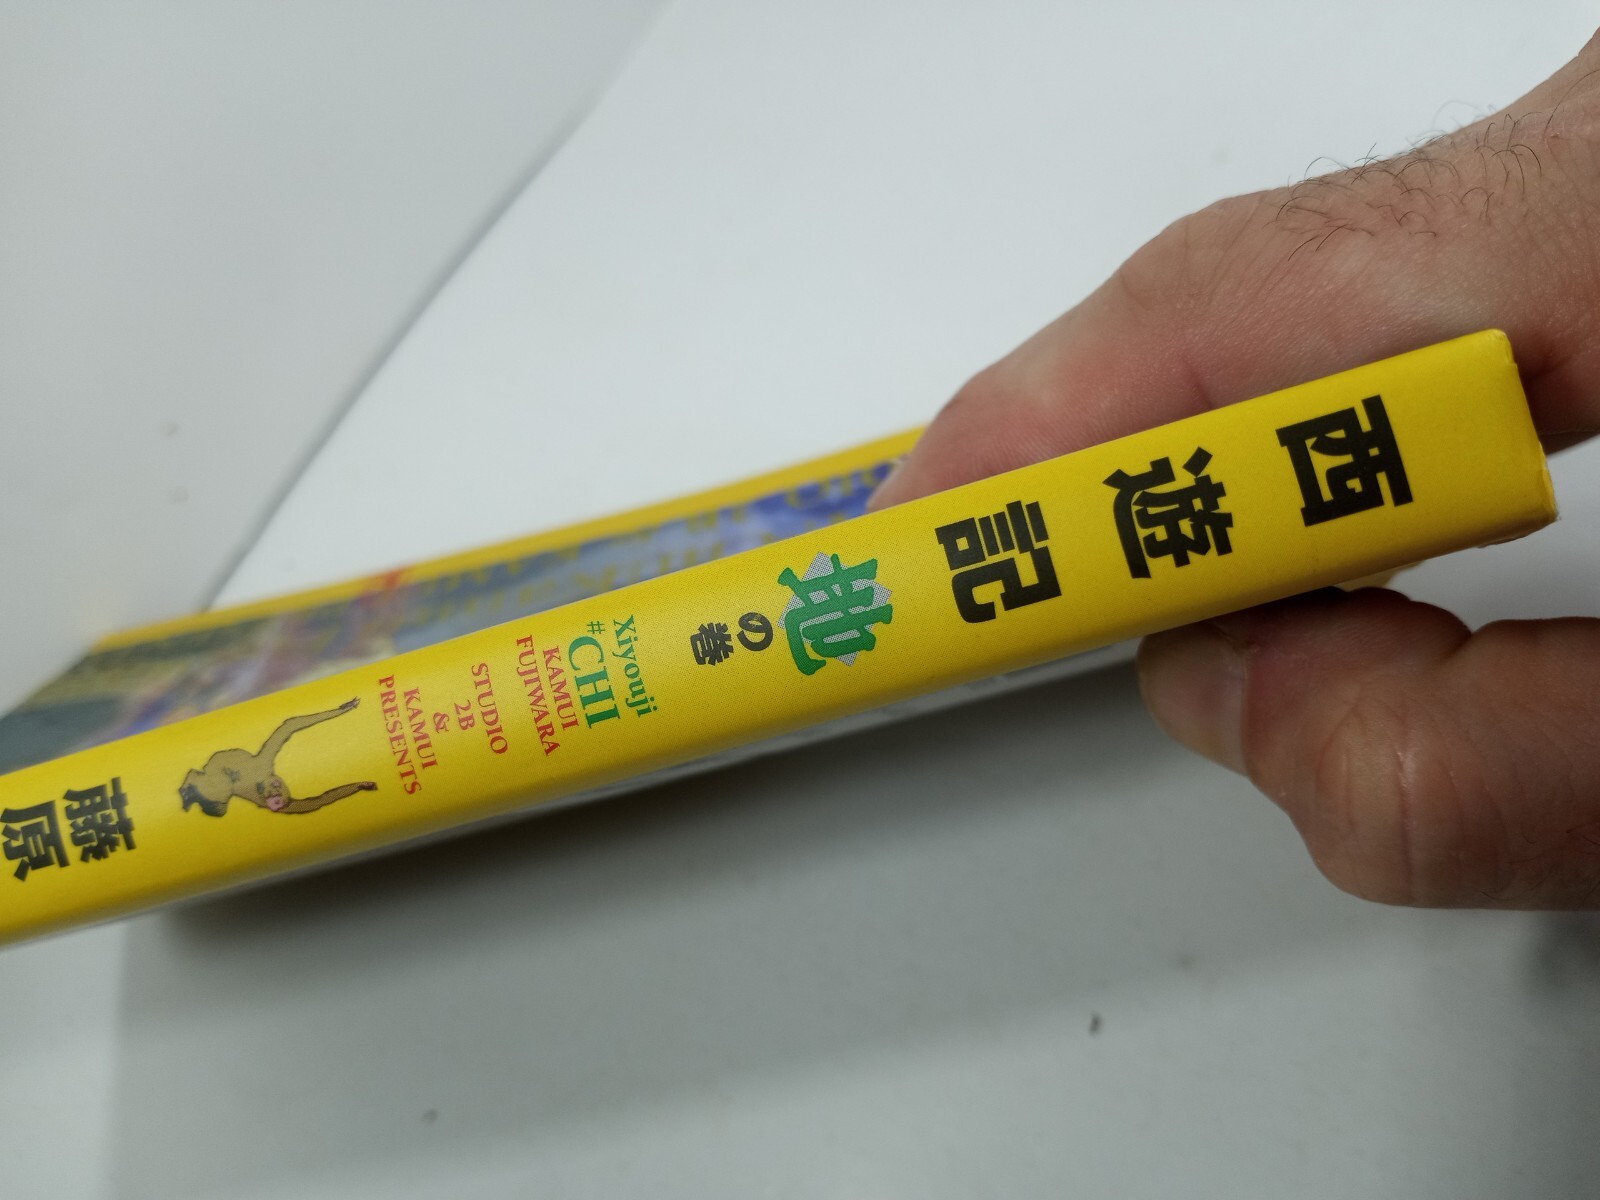 西遊記
地の巻
Xiyouji
#CHI
KAMUI
FUJIWARA
STUDIO
2B
&
KAMUI
PRESENTS
藤原